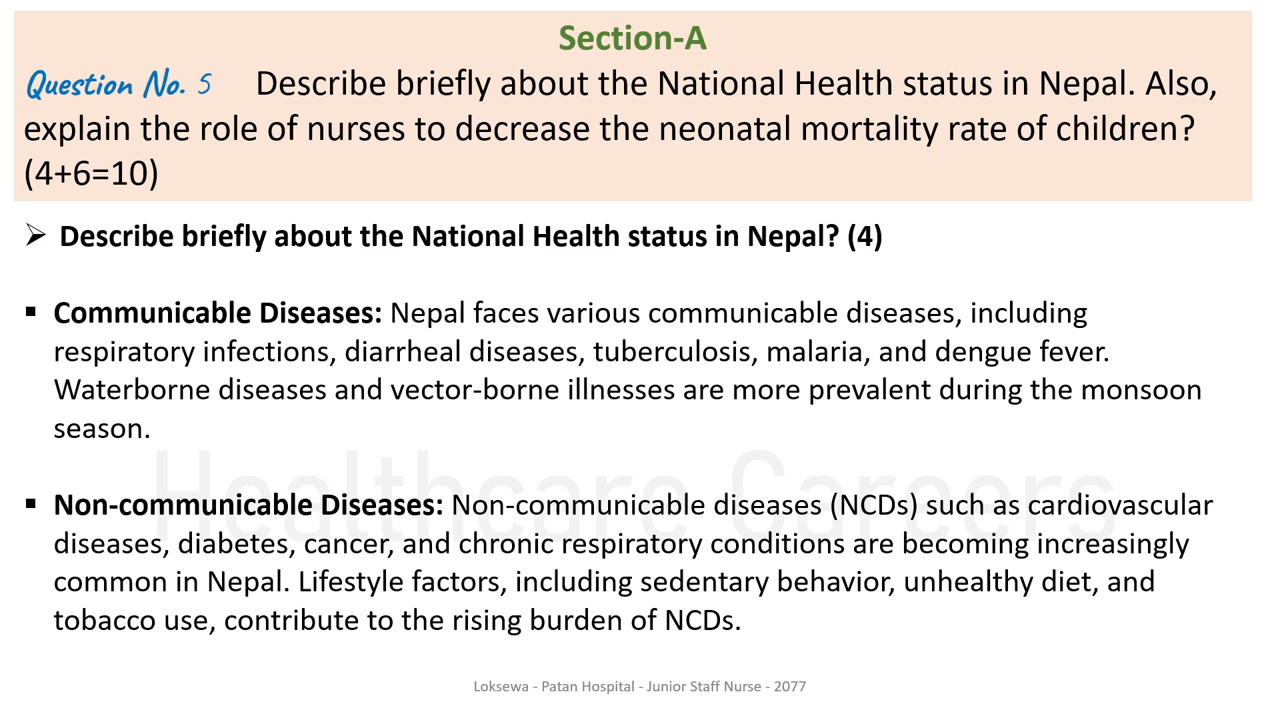 Section-A
Question No. 5 Describe briefly about the National Health status in Nepal. Also,
explain the role of nurses to decrease the neonatal mortality rate of children?
(4+6=10)
➢ Describe briefly about the National Health status in Nepal? (4)
▪ Communicable Diseases: Nepal faces various communicable diseases, including
respiratory infections, diarrheal diseases, tuberculosis, malaria, and dengue fever.
Waterborne diseases and vector-borne illnesses are more prevalent during the monsoon
season.
Healthcare Careers
▪ Non-communicable Diseases: Non-communicable diseases (NCDs) such as cardiovascular
diseases, diabetes, cancer, and chronic respiratory conditions are becoming increasingly
common in Nepal. Lifestyle factors, including sedentary behavior, unhealthy diet, and
tobacco use, contribute to the rising burden of NCDs.
Loksewa - Patan Hospital - Junior Staff Nurse - 2077